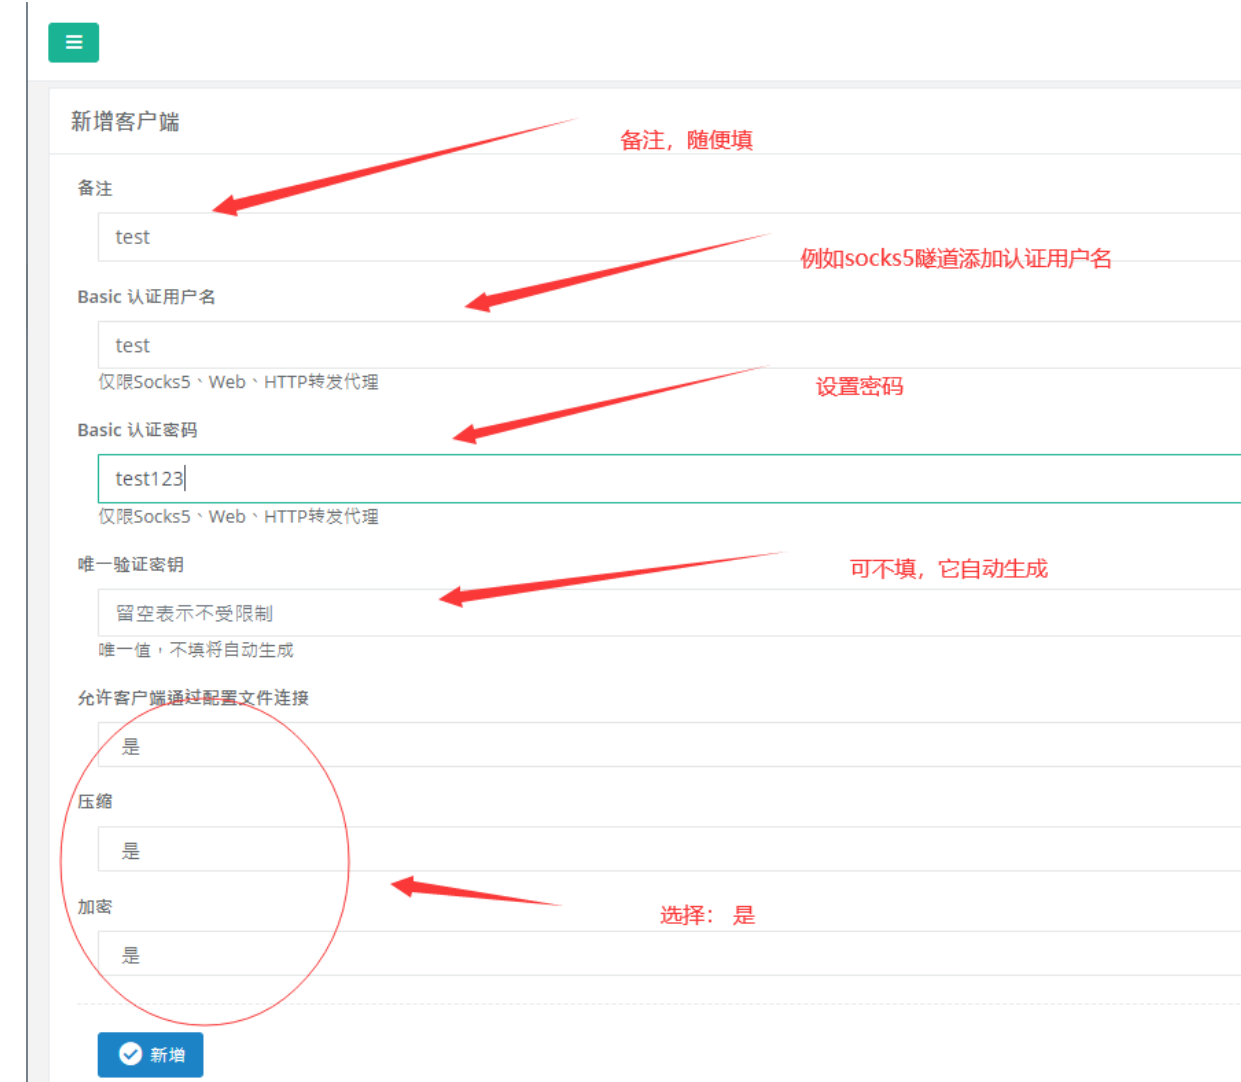 新增客户端
备注，随便填
备注
test
例如socks5隧道添加认证用户名
Basic 认证用户名
test
仅限Socks5、Web、HTTP转发代理
设置密码
Basic 认证密码
test123
仅限Socks5、Web、HTTP转发代理
唯一验证密钥
可不填，它自动生成
留空表示不受限制
唯一值，不填将自动生成
允许客户端通过配置文件连接
是
压缩
是
加密
选择： 是
是
新增